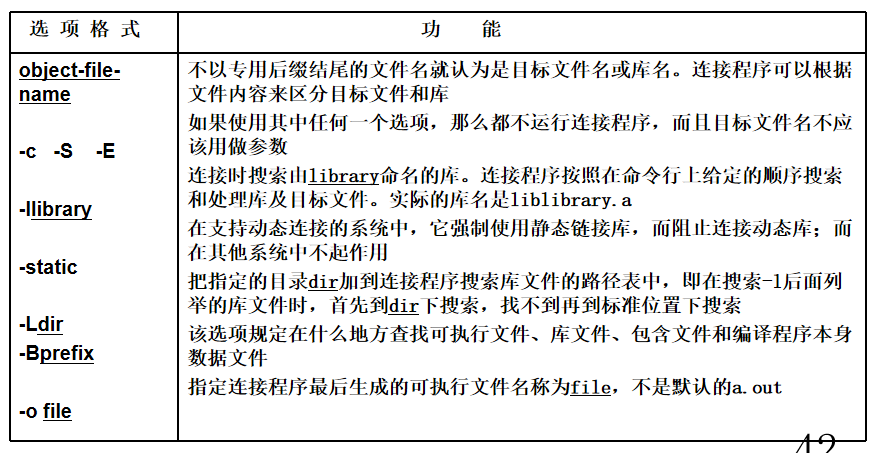 选 项 格 式
功 能
object-file-
name
不以专用后缀结尾的文件名就认为是目标文件名或库名。连接程序可以根据
文件内容来区分目标文件和库
-c -S -E
如果使用其中任何一个选项，那么都不运行连接程序，而且目标文件名不应
该用做参数
-llibrary
连接时搜索由library命名的库。连接程序按照在命令行上给定的顺序搜索
和处理库及目标文件。实际的库名是liblibrary.a
-static
在支持动态连接的系统中，它强制使用静态链接库，而阻止连接动态库；而
在其他系统中不起作用
-Ldir
把指定的目录dir加到连接程序搜索库文件的路径表中，即在搜索-l后面列
举的库文件时，首先到dir下搜索，找不到再到标准位置下搜索
-Bprefix
该选项规定在什么地方查找可执行文件、库文件、包含文件和编译程序本身
数据文件
-o file
指定连接程序最后生成的可执行文件名称为file，不是默认的a.out
42